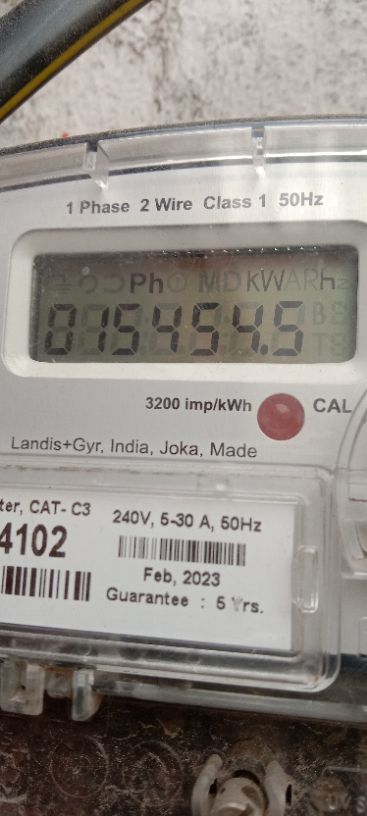 1 Phase 2 Wire Class 1 50Hz
Ph MD KWARhz
015454.5
3200 imp/kWh CAL
Landis+Gyr, India, Joka, Made
ter, CAT- C3
4102
240V, 5-30 A, 50Hz
Feb, 2023
Guarantee : 5 Yrs.